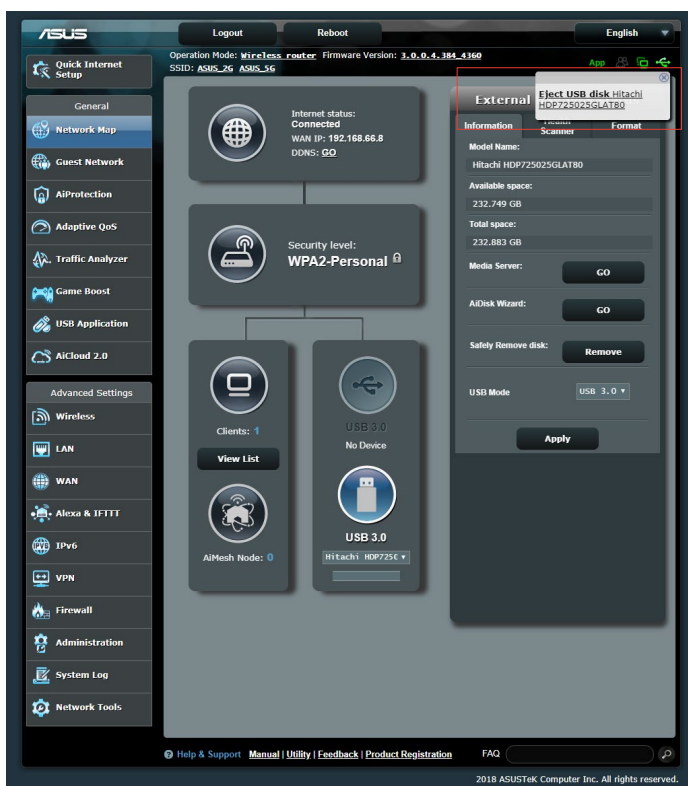 ASUS
Logout
Reboot
English
Operation Mode: Wireless router Firmware Version: 3.0.0.4.384_4360
SSID: ASUS_2G ASUS_5G
App
Quick Internet
Setup
General
Network Map
Guest Network
AiProtection
Adaptive QoS
Traffic Analyzer
Game Boost
USB Application
AiCloud 2.0
Advanced Settings
Wireless
LAN
WAN
Alexa & IFTTT
IPv6
VPN
Firewall
Administration
System Log
Network Tools
Internet status:
Connected
WAN IP: 192.168.66.8
DDNS: GO
Security level:
WPA2-Personal
Clients: 1
View List
AiMesh Node: 0
USB 3.0
No Device
USB 3.0
Hitachi HDP725
External
Eject USB disk Hitachi
HDP725025GLAT80
Information
Scanner
Format
Model Name:
Hitachi HDP725025GLAT80
Available space:
232.749 GB
Total space:
232.883 GB
Media Server:
GO
AiDisk Wizard:
GO
Safely Remove disk:
Remove
USB Mode
USB 3.0
Apply
Help & Support Manual | Utility | Feedback | Product Registration
FAQ
2018 ASUSTeK Computer Inc. All rights reserved.